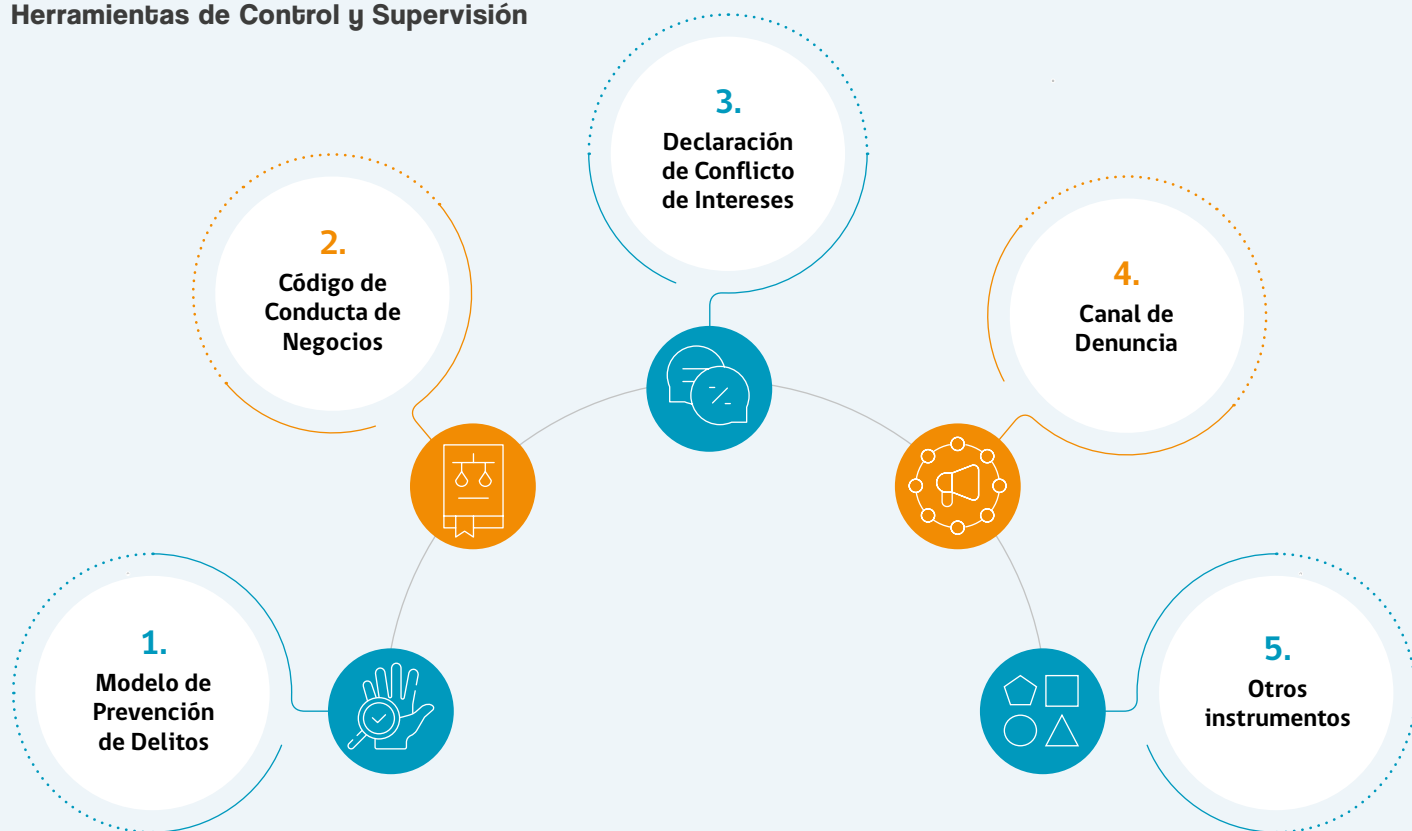 Herramientas de Control y Supervisión
1.
Modelo de
Prevención
de Delitos
2.
Código de
Conducta de
Negocios
3.
Declaración
de Conflicto
de Intereses
4.
Canal de
Denuncia
5.
Otros
instrumentos